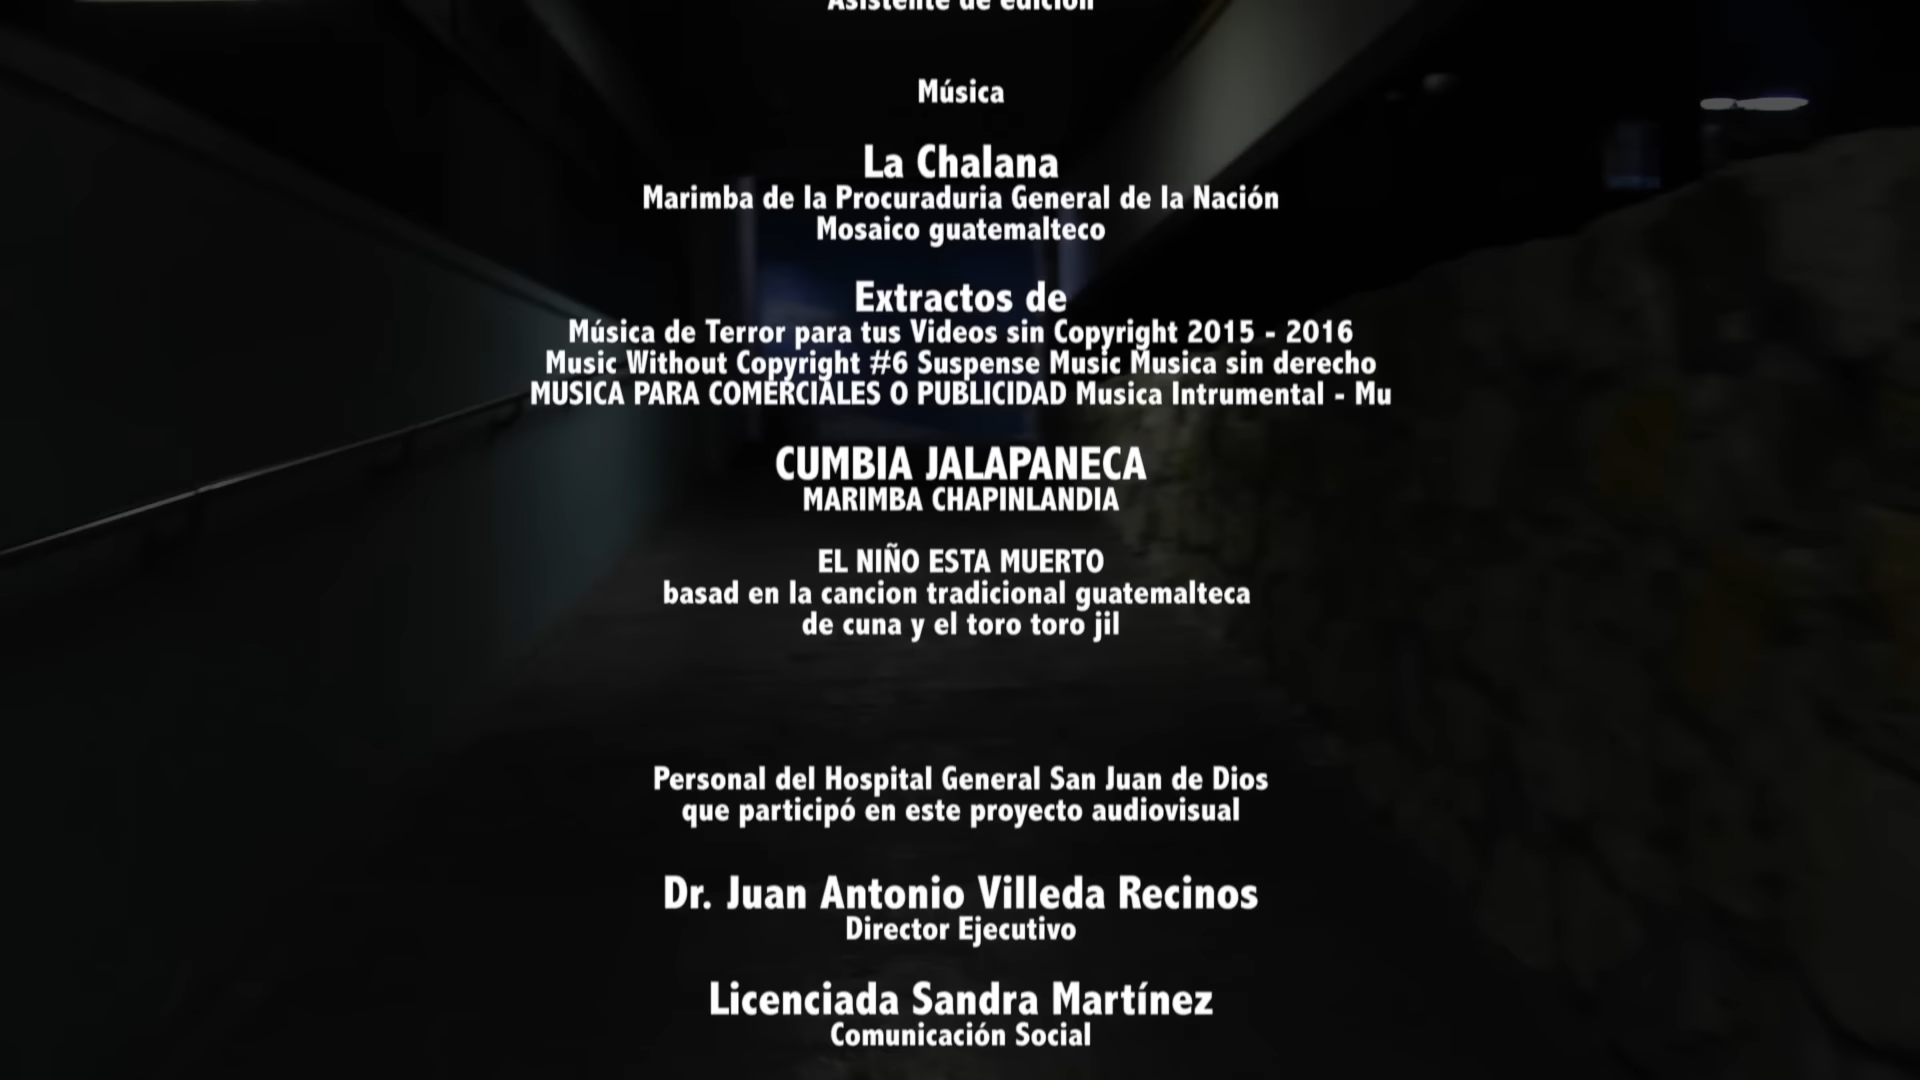 Asistente de edición
Música
La Chalana
Marimba de la Procuraduria General de la Nación
Mosaico guatemalteco
Extractos de
Música de Terror para tus Videos sin Copyright 2015 - 2016
Music Without Copyright #6 Suspense Music Musica sin derecho
MUSICA PARA COMERCIALES O PUBLICIDAD Musica Intrumental - Mu
CUMBIA JALAPANECA
MARIMBA CHAPINLANDIA
EL NIÑO ESTA MUERTO
basad en la cancion tradicional guatemalteca
de cuna y el toro toro jil
Personal del Hospital General San Juan de Dios
que participó en este proyecto audiovisual
Dr. Juan Antonio Villeda Recinos
Director Ejecutivo
Licenciada Sandra Martínez
Comunicación Social